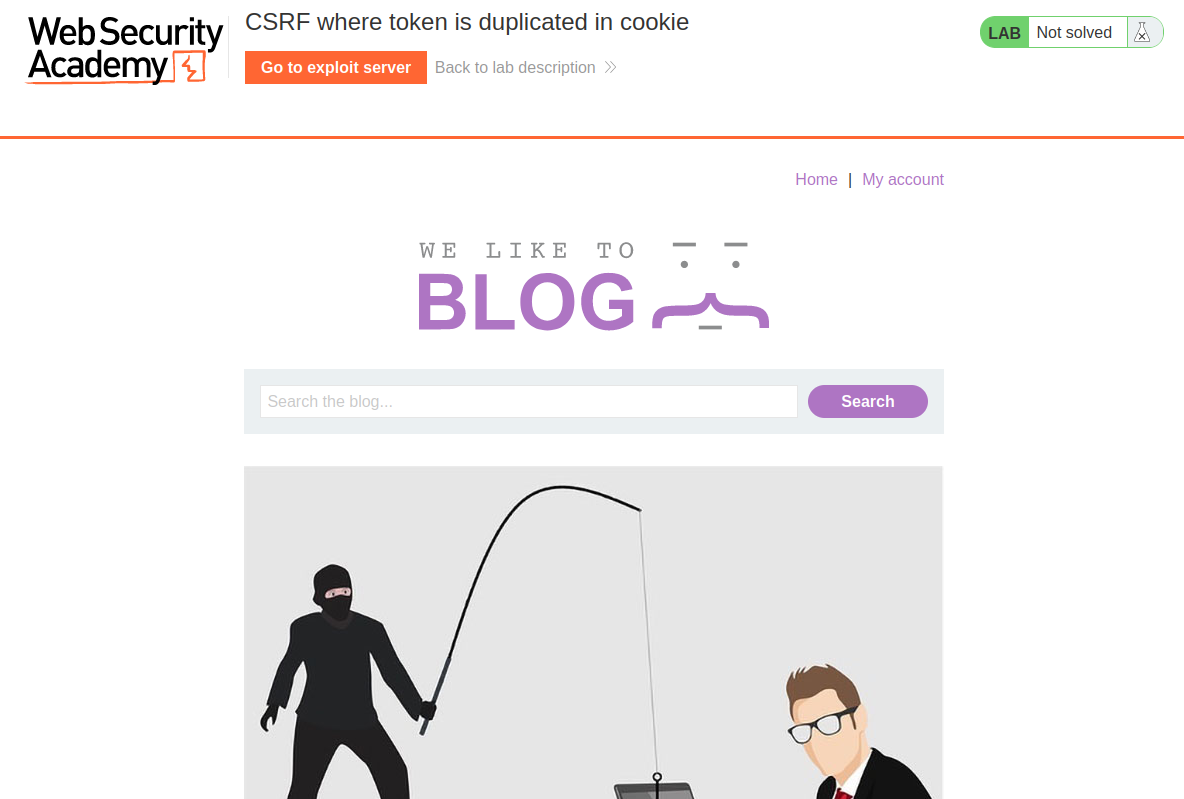 Web Security
Academy
CSRF where token is duplicated in cookie
Go to exploit server
Back to lab description
LAB Not solved
Home | My account
WE LIKE TO
BLOG
Search the blog...
Search